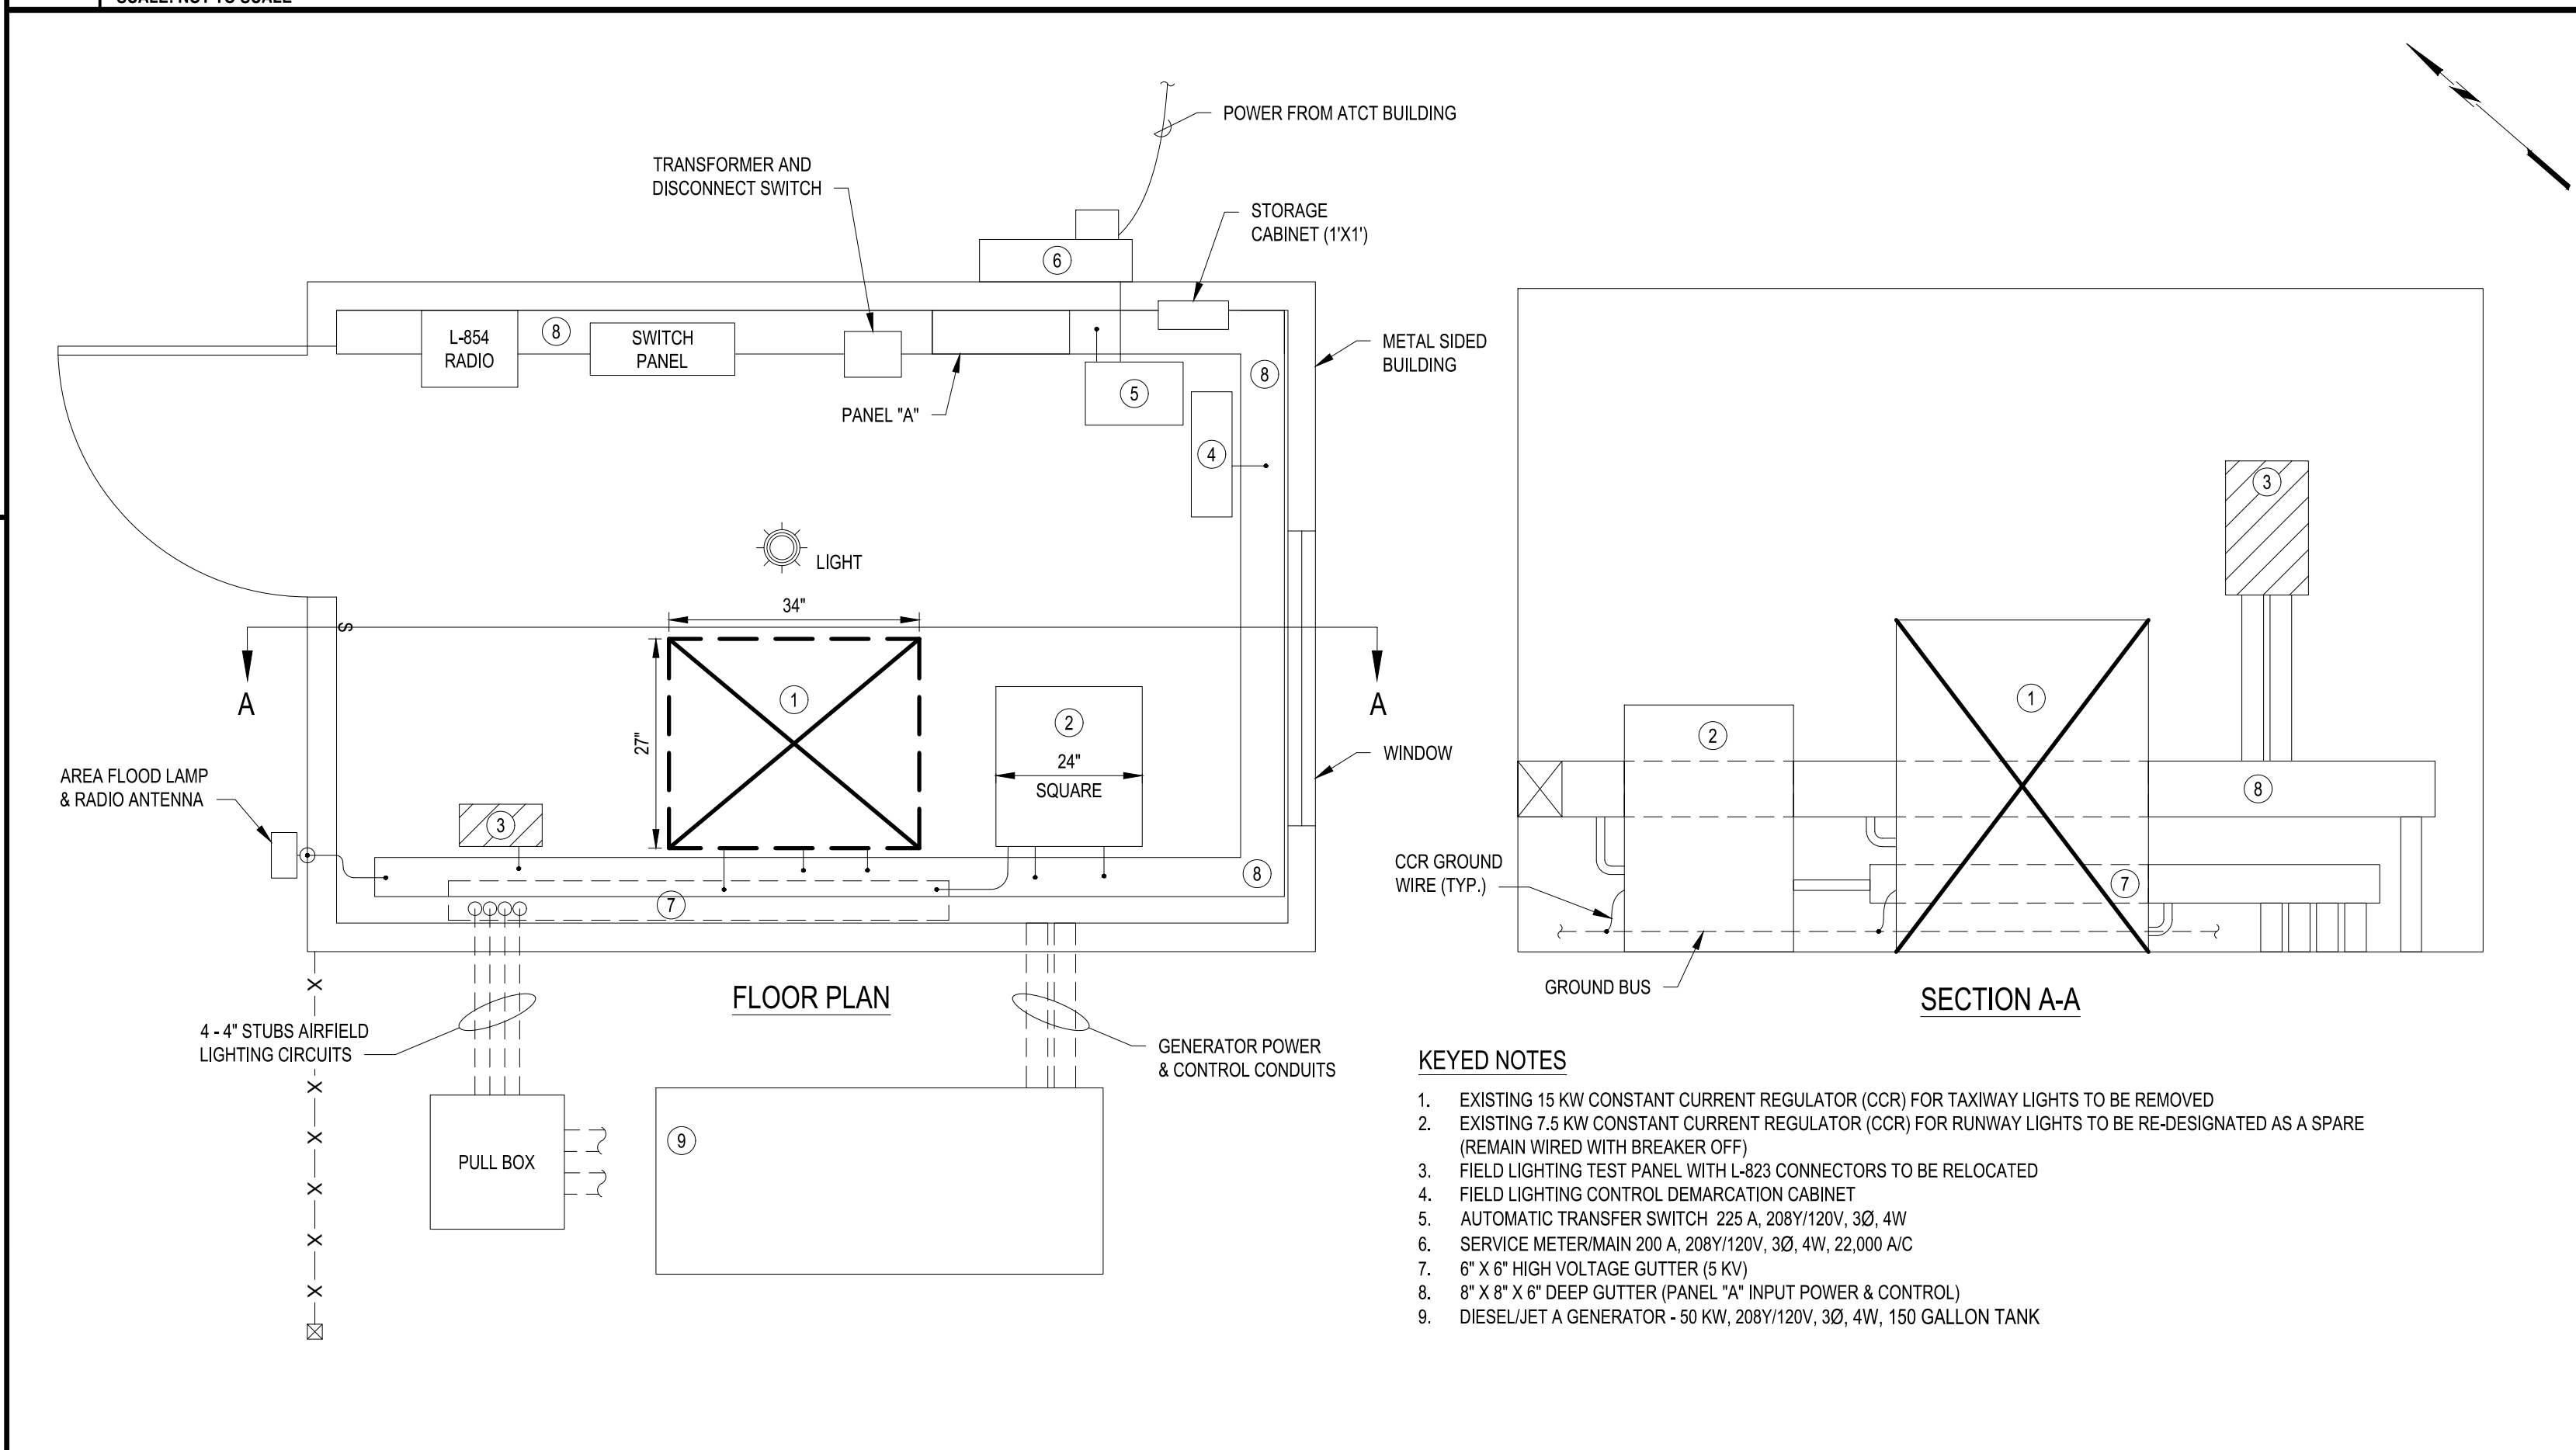 SCALE: NOT TO SCALE
POWER FROM ATCT BUILDING
TRANSFORMER AND
DISCONNECT SWITCH
STORAGE
CABINET (1'X1')
6
L-854
RADIO
8
SWITCH
PANEL
METAL SIDED
BUILDING
8
5
PANEL "A"
4
3
LIGHT
34"
S
A
A
1
27"
2
24"
SQUARE
WINDOW
1
2
AREA FLOOD LAMP
& RADIO ANTENNA
3
8
8
7
CCR GROUND
WIRE (TYP.)
7
GROUND BUS
FLOOR PLAN
SECTION A-A
X
4 - 4" STUBS AIRFIELD
LIGHTING CIRCUITS
GENERATOR POWER
& CONTROL CONDUITS
X
X
X
X
X
PULL BOX
9
KEYED NOTES
1. EXISTING 15 KW CONSTANT CURRENT REGULATOR (CCR) FOR TAXIWAY LIGHTS TO BE REMOVED
2. EXISTING 7.5 KW CONSTANT CURRENT REGULATOR (CCR) FOR RUNWAY LIGHTS TO BE RE-DESIGNATED AS A SPARE
(REMAIN WIRED WITH BREAKER OFF)
3. FIELD LIGHTING TEST PANEL WITH L-823 CONNECTORS TO BE RELOCATED
4. FIELD LIGHTING CONTROL DEMARCATION CABINET
5. AUTOMATIC TRANSFER SWITCH 225 A, 208Y/120V, 3Ø, 4W
6. SERVICE METER/MAIN 200 A, 208Y/120V, 3Ø, 4W, 22,000 A/C
7. 6" X 6" HIGH VOLTAGE GUTTER (5 KV)
8. 8" X 8" X 6" DEEP GUTTER (PANEL "A" INPUT POWER & CONTROL)
9. DIESEL/JET A GENERATOR - 50 KW, 208Y/120V, 3Ø, 4W, 150 GALLON TANK